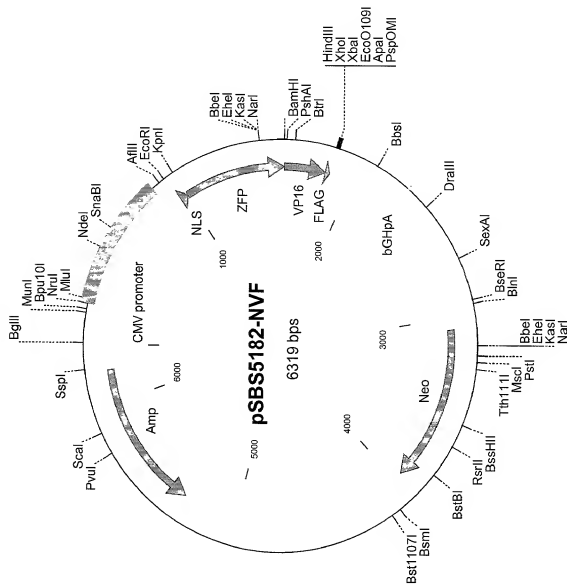 pSBS5182-NVF
6319 bps
HindIII
XhoI
XbaI
EcoO109I
ApaI
PspOMI
BbsI
DraIII
SexAI
BseRI
BlnI
BbeI
EheI
KasI
NarI
PstI
MscI
Tth111I
BssHII
RsrII
BstBI
BsmI
Bst1107I
PvuI
ScaI
SspI
BglII
MunI
Bpu10I
NruI
MluI
NdeI
SnaBI
AflII
EcoRI
KpnI
BbeI
EheI
KasI
NarI
BamHI
PshAI
BtrI
CMV promoter
NLS
ZFP
VP16
FLAG
bGHpA
Neo
Amp
1000
2000
3000
4000
5000
6000